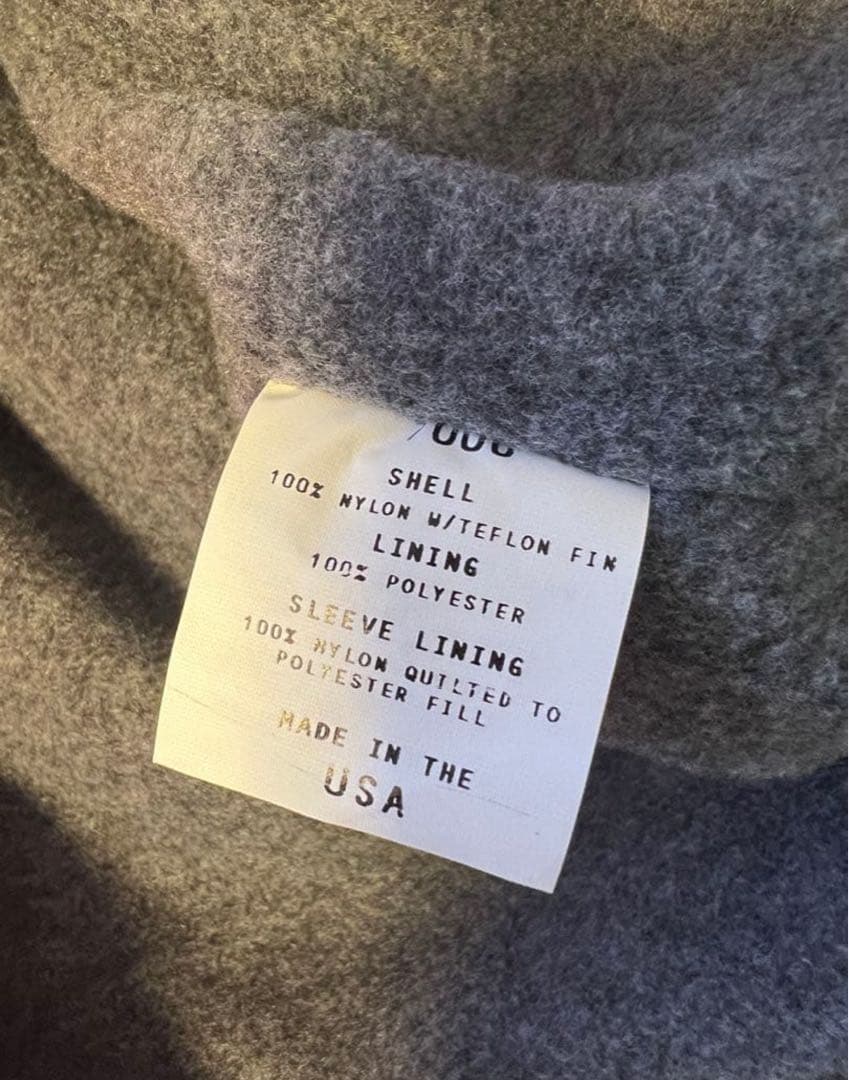 SHELL
100% NYLON W/TEFLON FIN
LINING
100% POLYESTER
SLEEVE LINING
100% NYLON QUILTED TO
POLYESTER FILL
MADE IN THE
USA